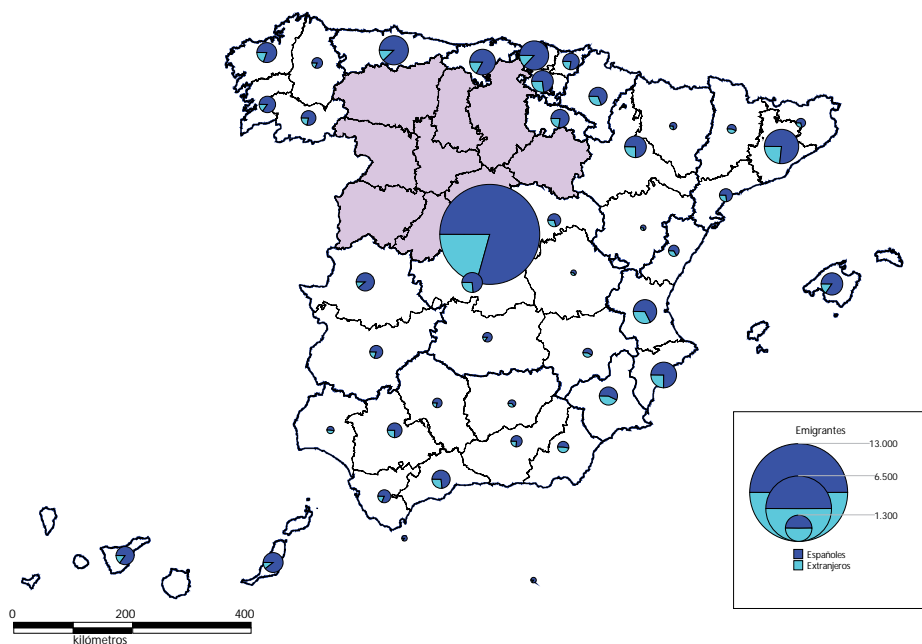 Emigrantes
13.000
6.500
1.300
Españoles
Extranjeros
0 200 400
kilómetros